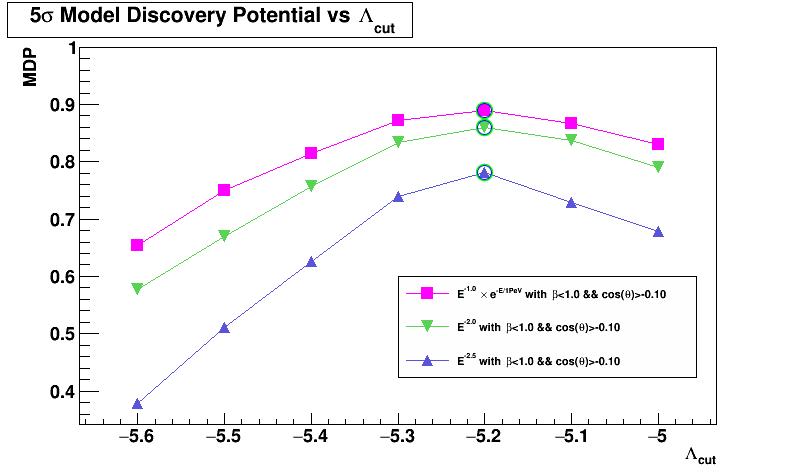 5σ Model Discovery Potential vs Λcut
MDP
1
0.9
0.8
0.7
0.6
0.5
0.4
E^-1.0 × e^-E/1PeV with β<1.0 && cos(θ)>-0.10
E^-2.0 with β<1.0 && cos(θ)>-0.10
E^-2.5 with β<1.0 && cos(θ)>-0.10
−5.6 −5.5 −5.4 −5.3 −5.2 −5.1 −5
Λcut